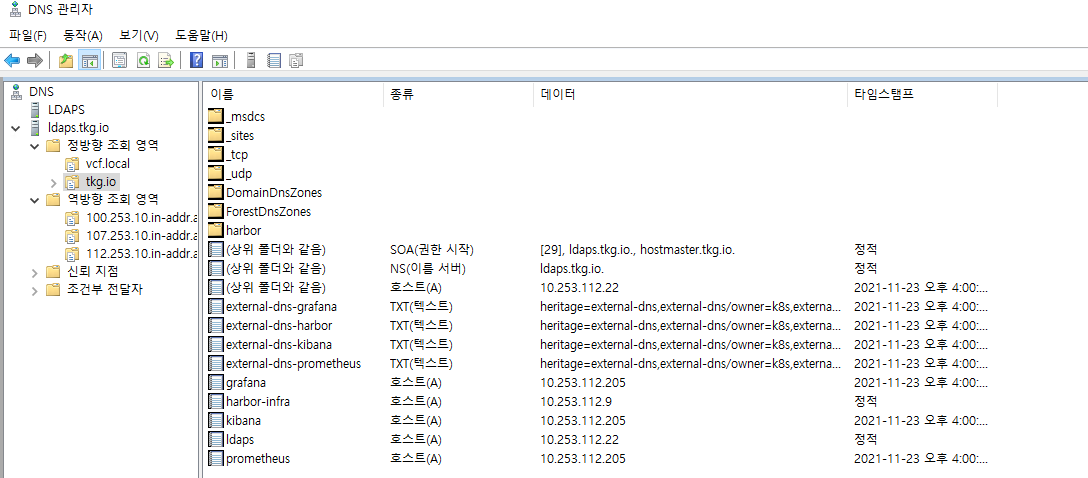 DNS 관리자
파일(F) 동작(A) 보기(V) 도움말(H)
DNS
LDAPS
ldaps.tkg.io
정방향 조회 영역
vcf.local
tkg.io
역방향 조회 영역
100.253.10.in-addr.a
107.253.10.in-addr.a
112.253.10.in-addr.a
신뢰 지점
조건부 전달자
이름 종류 데이터 타임스탬프
_msdcs
_sites
_tcp
_udp
DomainDnsZones
ForestDnsZones
harbor
(상위 폴더와 같음) SOA(권한 시작) [29], ldaps.tkg.io., hostmaster.tkg.io. 정적
(상위 폴더와 같음) NS(이름 서버) ldaps.tkg.io. 정적
(상위 폴더와 같음) 호스트(A) 10.253.112.22 2021-11-23 오후 4:00:...
external-dns-grafana TXT(텍스트) heritage=external-dns,external-dns/owner=k8s,externa... 2021-11-23 오후 4:00:...
external-dns-harbor TXT(텍스트) heritage=external-dns,external-dns/owner=k8s,externa... 2021-11-23 오후 4:00:...
external-dns-kibana TXT(텍스트) heritage=external-dns,external-dns/owner=k8s,externa... 2021-11-23 오후 4:00:...
external-dns-prometheus TXT(텍스트) heritage=external-dns,external-dns/owner=k8s,externa... 2021-11-23 오후 4:00:...
grafana 호스트(A) 10.253.112.205 2021-11-23 오후 4:00:...
harbor-infra 호스트(A) 10.253.112.9 정적
kibana 호스트(A) 10.253.112.205 2021-11-23 오후 4:00:...
ldaps 호스트(A) 10.253.112.22 정적
prometheus 호스트(A) 10.253.112.205 2021-11-23 오후 4:00:...